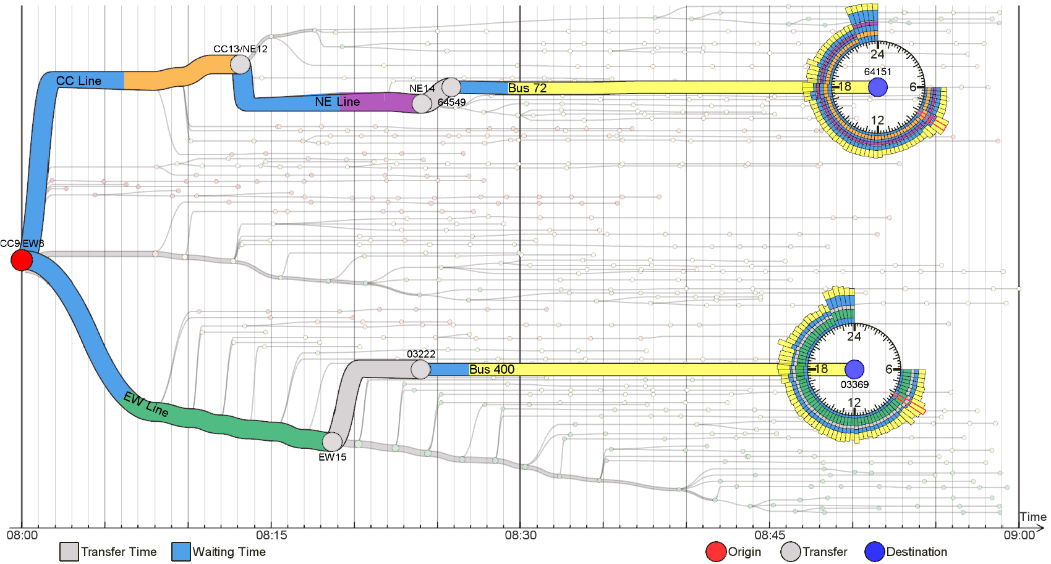 CC13/NE12
CC Line
NE Line
NE14
64549
Bus 72
24
64151
18
6
12
CC9/EW8
03222
Bus 400
24
18
6
03369
12
EW Line
EW15
Time
08:00
08:15
08:30
08:45
09:00
Transfer Time
Waiting Time
Origin
Transfer
Destination